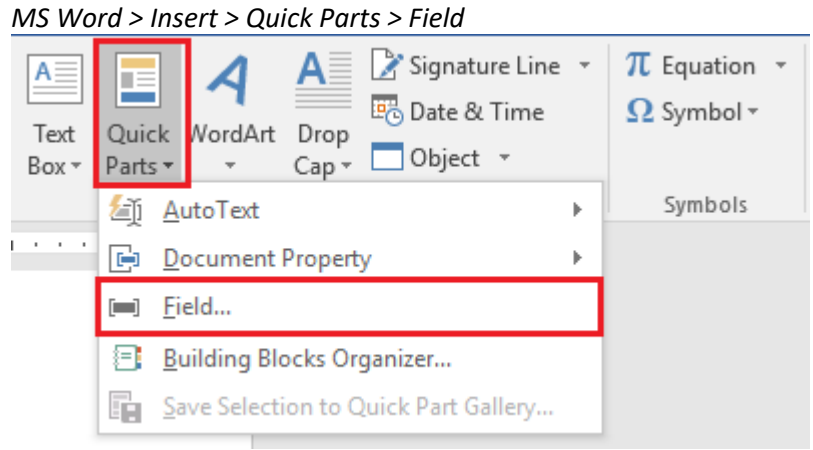 MS Word > Insert > Quick Parts > Field
Text Box
Quick Parts
WordArt
Drop Cap
Signature Line
Date & Time
Object
π Equation
Ω Symbol
Symbols
AutoText
Document Property
Field...
Building Blocks Organizer...
Save Selection to Quick Part Gallery...